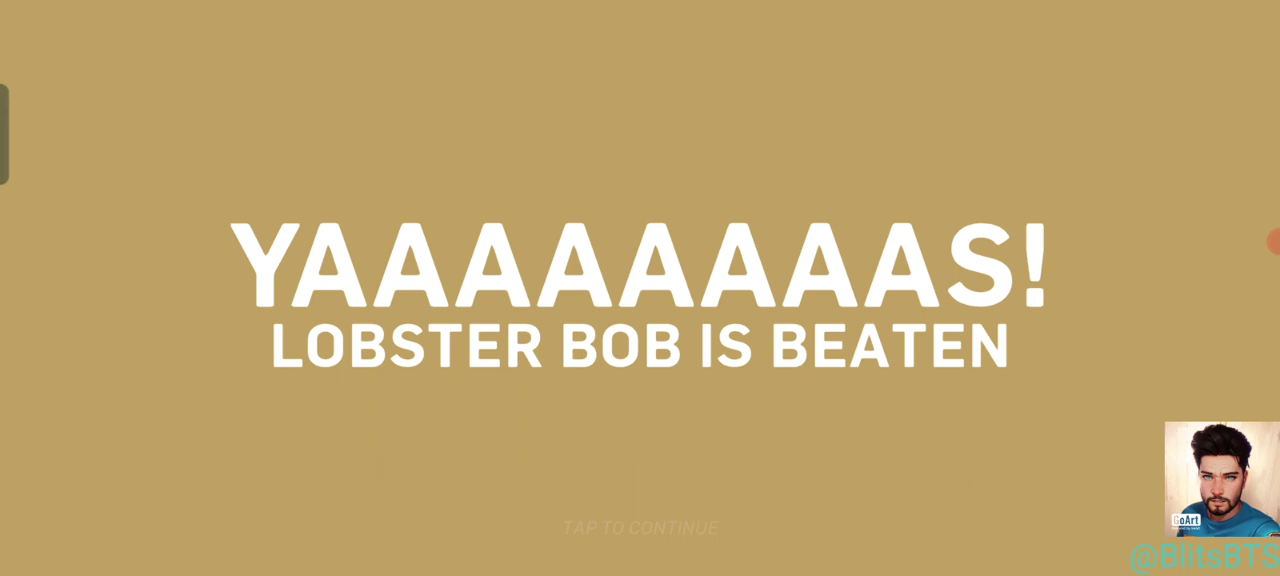 YAAAAAAAAS!
LOBSTER BOB IS BEATEN
TAP TO CONTINUE
GoArt
@BlitsBTS